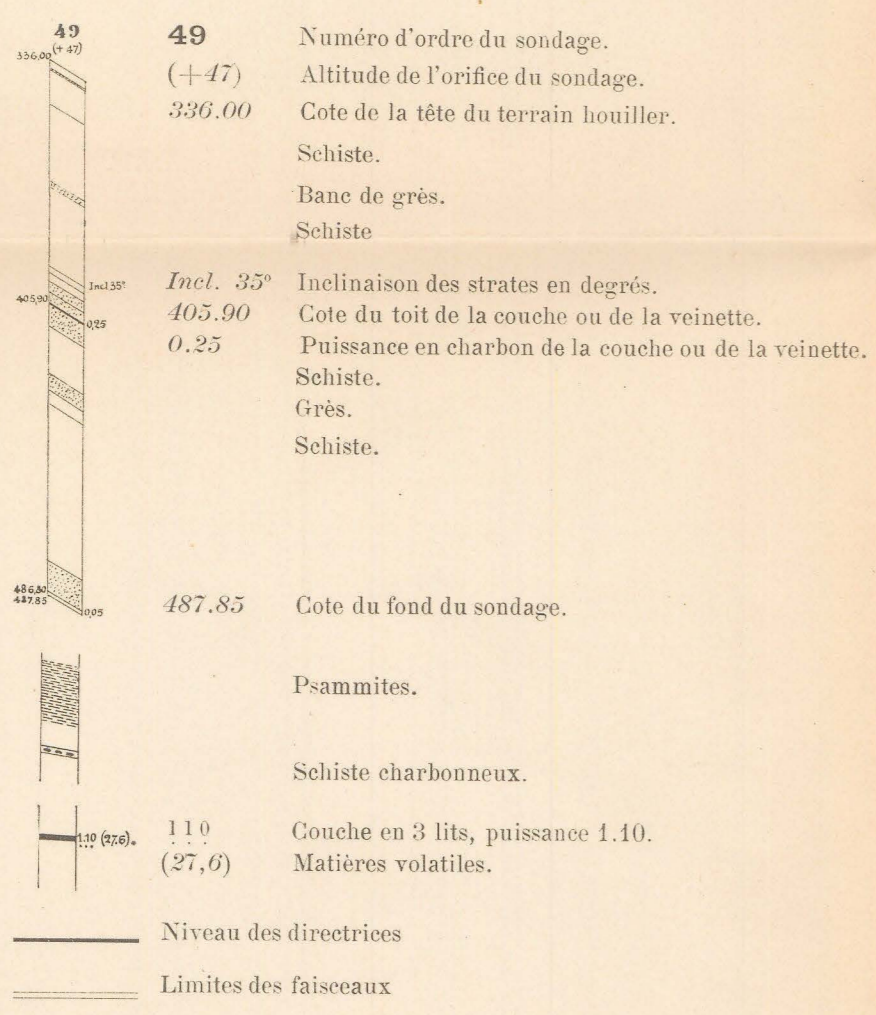 49 49 Numéro d'ordre du sondage.
(+47) (+47) Altitude de l'orifice du sondage.
336,00 336.00 Cote de la tête du terrain houiller.
Schiste.
Banc de grès.
Schiste
Incl 35° Incl. 35° Inclinaison des strates en degrés.
405,90 405.90 Cote du toit de la couche ou de la veinette.
0,25 0.25 Puissance en charbon de la couche ou de la veinette.
Schiste.
Grès.
Schiste.
486,80
487.85 487.85 Cote du fond du sondage.
0,05
Psammites.
Schiste charbonneux.
1.10 (27.6). 110 Couche en 3 lits, puissance 1.10.
(27,6) Matières volatiles.
Niveau des directrices
Limites des faisceaux